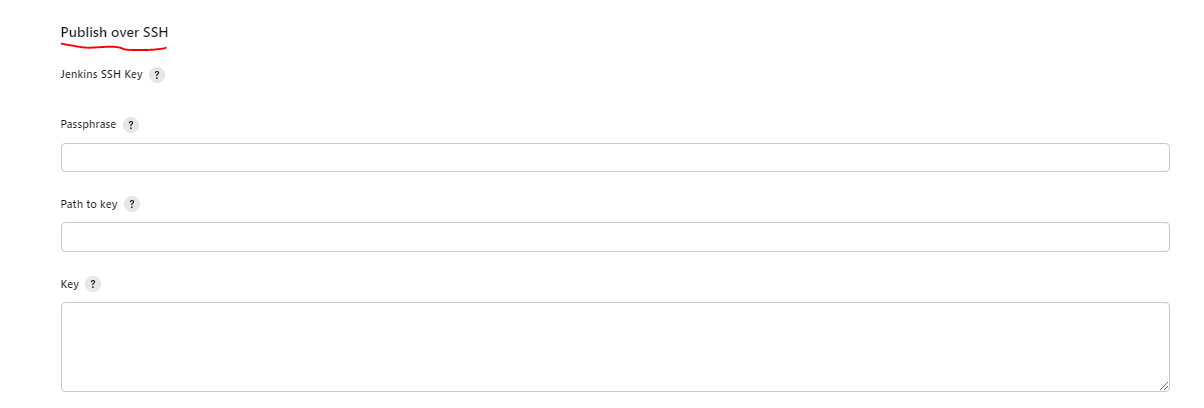 Publish over SSH
Jenkins SSH Key ?
Passphrase ?
Path to key ?
Key ?